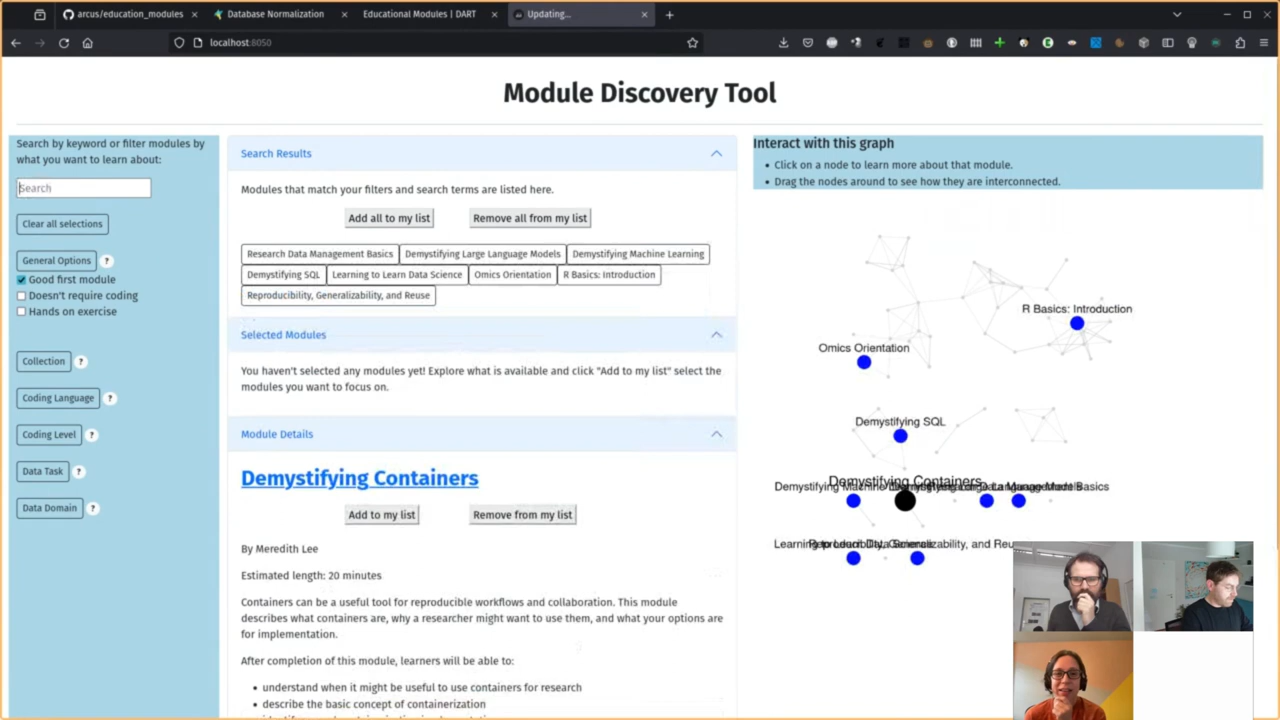 arcus/education_modules
Database Normalization
Educational Modules | DART
Updating...
localhost:8050
Module Discovery Tool
Search by keyword or filter modules by
what you want to learn about:
Search
Clear all selections
General Options ?
Good first module
Doesn't require coding
Hands on exercise
Collection ?
Coding Language ?
Coding Level ?
Data Task ?
Data Domain ?
Search Results
Modules that match your filters and search terms are listed here.
Add all to my list
Remove all from my list
Research Data Management Basics
Demystifying Large Language Models
Demystifying Machine Learning
Demystifying SQL
Learning to Learn Data Science
Omics Orientation
R Basics: Introduction
Reproducibility, Generalizability, and Reuse
Selected Modules
You haven't selected any modules yet! Explore what is available and click "Add to my list" select the
modules you want to focus on.
Module Details
Demystifying Containers
Add to my list
Remove from my list
By Meredith Lee
Estimated length: 20 minutes
Containers can be a useful tool for reproducible workflows and collaboration. This module
describes what containers are, why a researcher might want to use them, and what your options are
for implementation.
After completion of this module, learners will be able to:
understand when it might be useful to use containers for research
describe the basic concept of containerization
Interact with this graph
Click on a node to learn more about that module.
Drag the nodes around to see how they are interconnected.
R Basics: Introduction
Omics Orientation
Demystifying SQL
Demystifying Containers